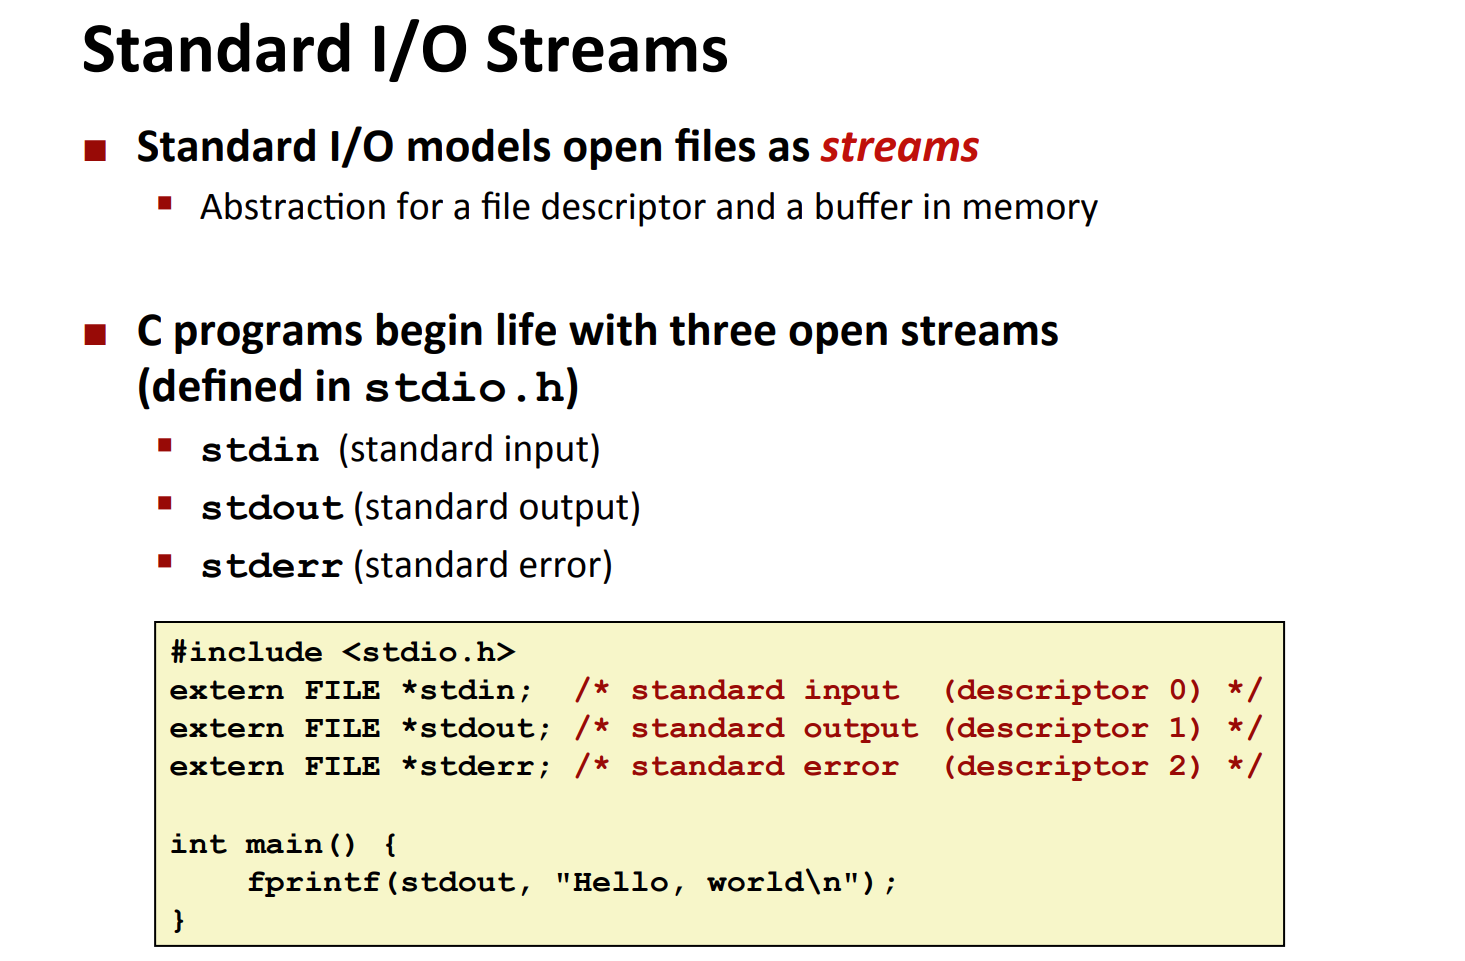 Standard I/O Streams
Standard I/O models open files as streams
Abstraction for a file descriptor and a buffer in memory
C programs begin life with three open streams
(defined in stdio.h)
stdin (standard input)
stdout (standard output)
stderr (standard error)
#include <stdio.h>
extern FILE *stdin;  /* standard input  (descriptor 0) */
extern FILE *stdout; /* standard output (descriptor 1) */
extern FILE *stderr; /* standard error  (descriptor 2) */
int main() {
    fprintf(stdout, "Hello, world\n");
}